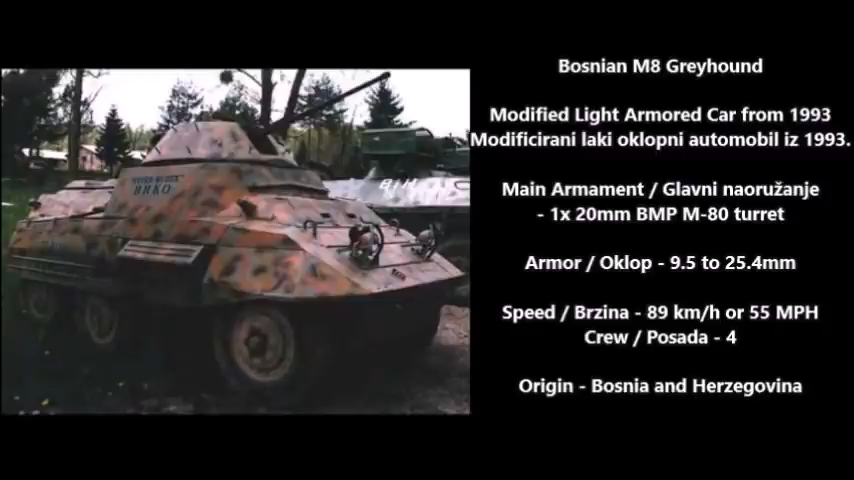 Bosnian M8 Greyhound
Modified Light Armored Car from 1993
Modificirani laki oklopni automobil iz 1993.
Main Armament / Glavni naoružanje
- 1x 20mm BMP M-80 turret
Armor / Oklop - 9.5 to 25.4mm
Speed / Brzina - 89 km/h or 55 MPH
Crew / Posada - 4
Origin - Bosnia and Herzegovina
BRKO
BIH